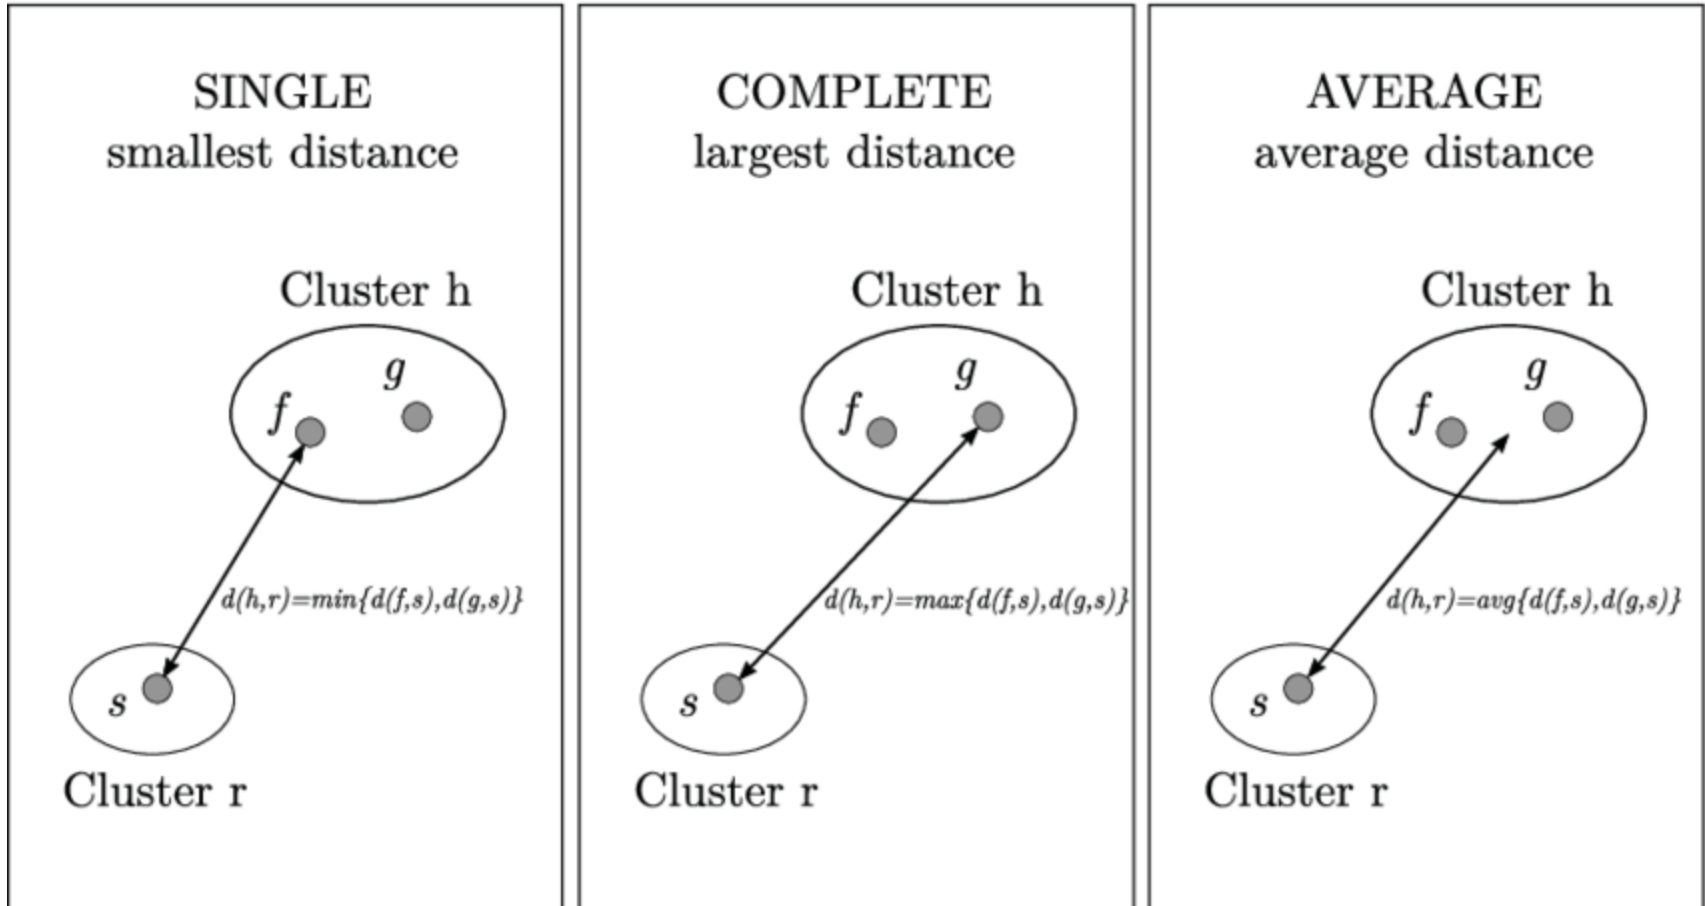 SINGLE
smallest distance
Cluster h
g
f
d(h,r)=min{d(f,s),d(g,s)}
s
Cluster r
COMPLETE
largest distance
Cluster h
g
f
d(h,r)=max{d(f,s),d(g,s)}
s
Cluster r
AVERAGE
average distance
Cluster h
g
f
d(h,r)=avg{d(f,s),d(g,s)}
s
Cluster r